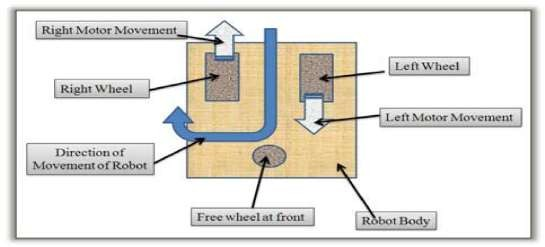 Right Motor Movement
Right Wheel
Left Wheel
Left Motor Movement
Direction of
Movement of Robot
Free wheel at front
Robot Body